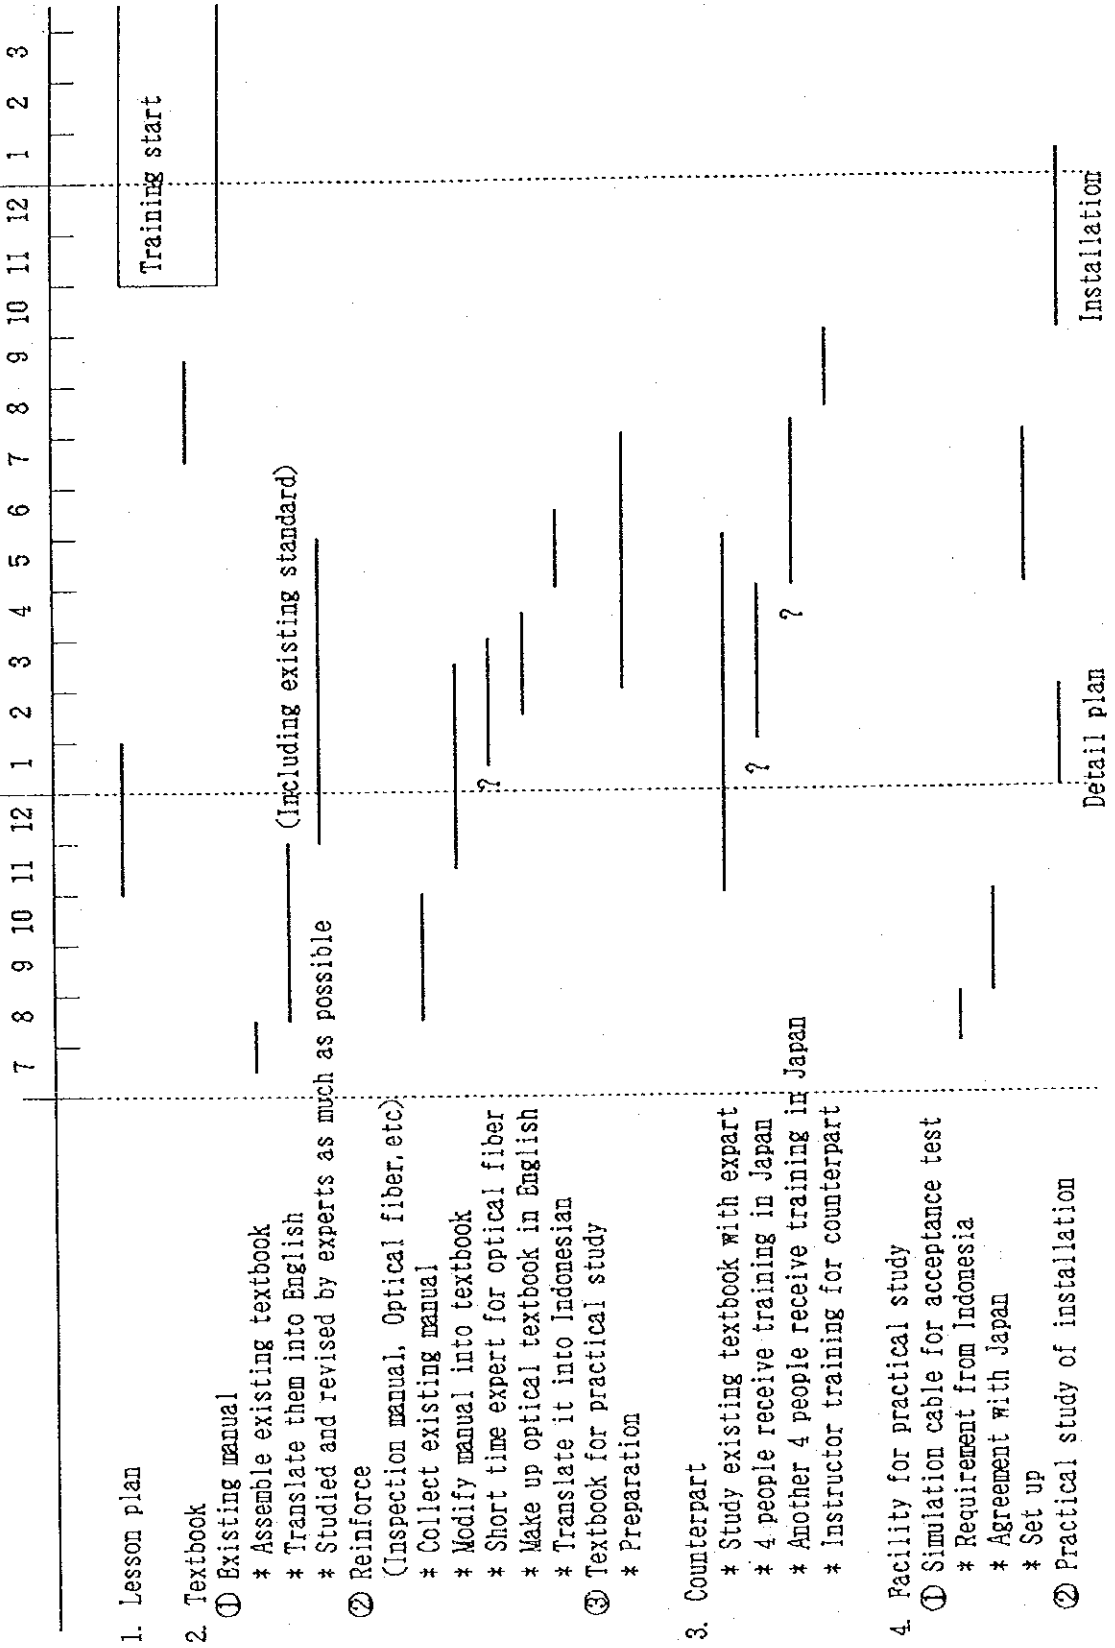 7 8 9 10 11 12 1 2 3 4 5 6 7 8 9 10 11 12 1 2 3
1. Lesson plan
Training start
2. Textbook
① Existing manual
* Assemble existing textbook
* Translate them into English
(Including existing standard)
* Studied and revised by experts as much as possible
② Reinforce
(Inspection manual, Optical fiber, etc)
* Collect existing manual
* Modify manual into textbook
* Short time expert for optical fiber
?
* Make up optical textbook in English
* Translate it into Indonesian
③ Textbook for practical study
* Preparation
3. Counterpart
* Study existing textbook with expart
* 4 people receive training in Japan
?
* Another 4 people receive training in Japan
?
* Instructor training for counterpart
4. Facility for practical study
① Simulation cable for acceptance test
* Requirement from Indonesia
* Agreement with Japan
* Set up
② Practical study of installation
Detail plan
Installation